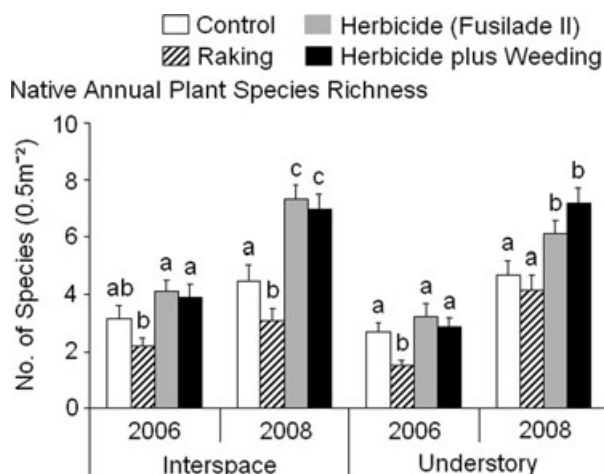 Control Herbicide (Fusilade II)
Raking Herbicide plus Weeding
Native Annual Plant Species Richness
No. of Species (0.5m⁻²)
10
8
6
4
2
0
ab b a a a b c c a b a a a a b b
2006 2008 2006 2008
Interspace Understory